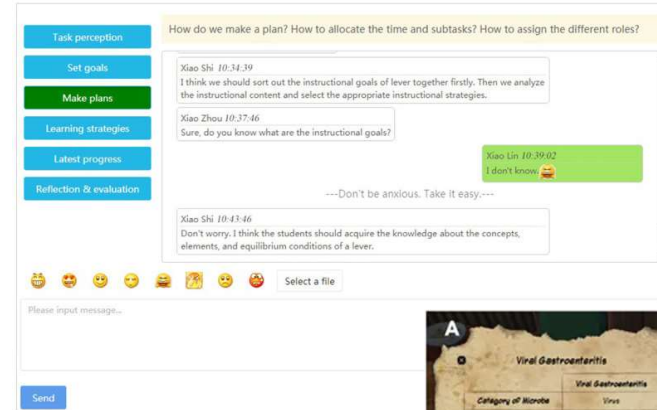 Task perception
Set goals
Make plans
Learning strategies
Latest progress
Reflection & evaluation
How do we make a plan? How to allocate the time and subtasks? How to assign the different roles?
Xiao Shi 10:34:39
I think we should sort out the instructional goals of lever together firstly. Then we analyze
the instructional content and select the appropriate instructional strategies.
Xiao Zhou 10:37:46
Sure, do you know what are the instructional goals?
Xiao Lin 10:39:02
I don't know.
---Don't be anxious. Take it easy.---
Xiao Shi 10:43:46
Don't worry. I think the students should acquire the knowledge about the concepts,
elements, and equilibrium conditions of a lever.
Select a file
Please input message...
Send
A
Viral Gastroenteritis
Viral Gastroenteritis
Category of Microbe
Virus